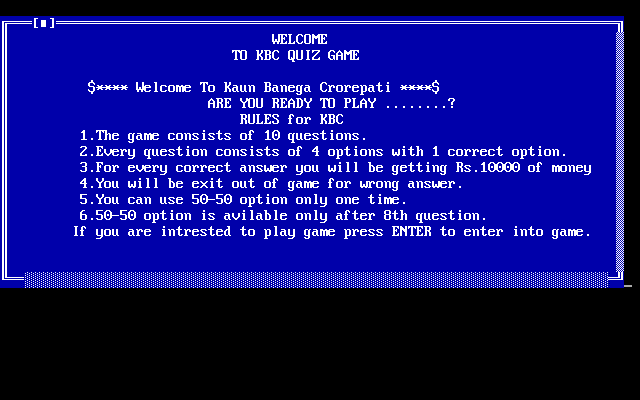 WELCOME
TO KBC QUIZ GAME
$**** Welcome To Kaun Banega Crorepati ****$
ARE YOU READY TO PLAY ........?
RULES for KBC
1.The game consists of 10 questions.
2.Every question consists of 4 options with 1 correct option.
3.For every correct answer you will be getting Rs.10000 of money
4.You will be exit out of game for wrong answer.
5.You can use 50-50 option only one time.
6.50-50 option is avilable only after 8th question.
If you are intrested to play game press ENTER to enter into game.